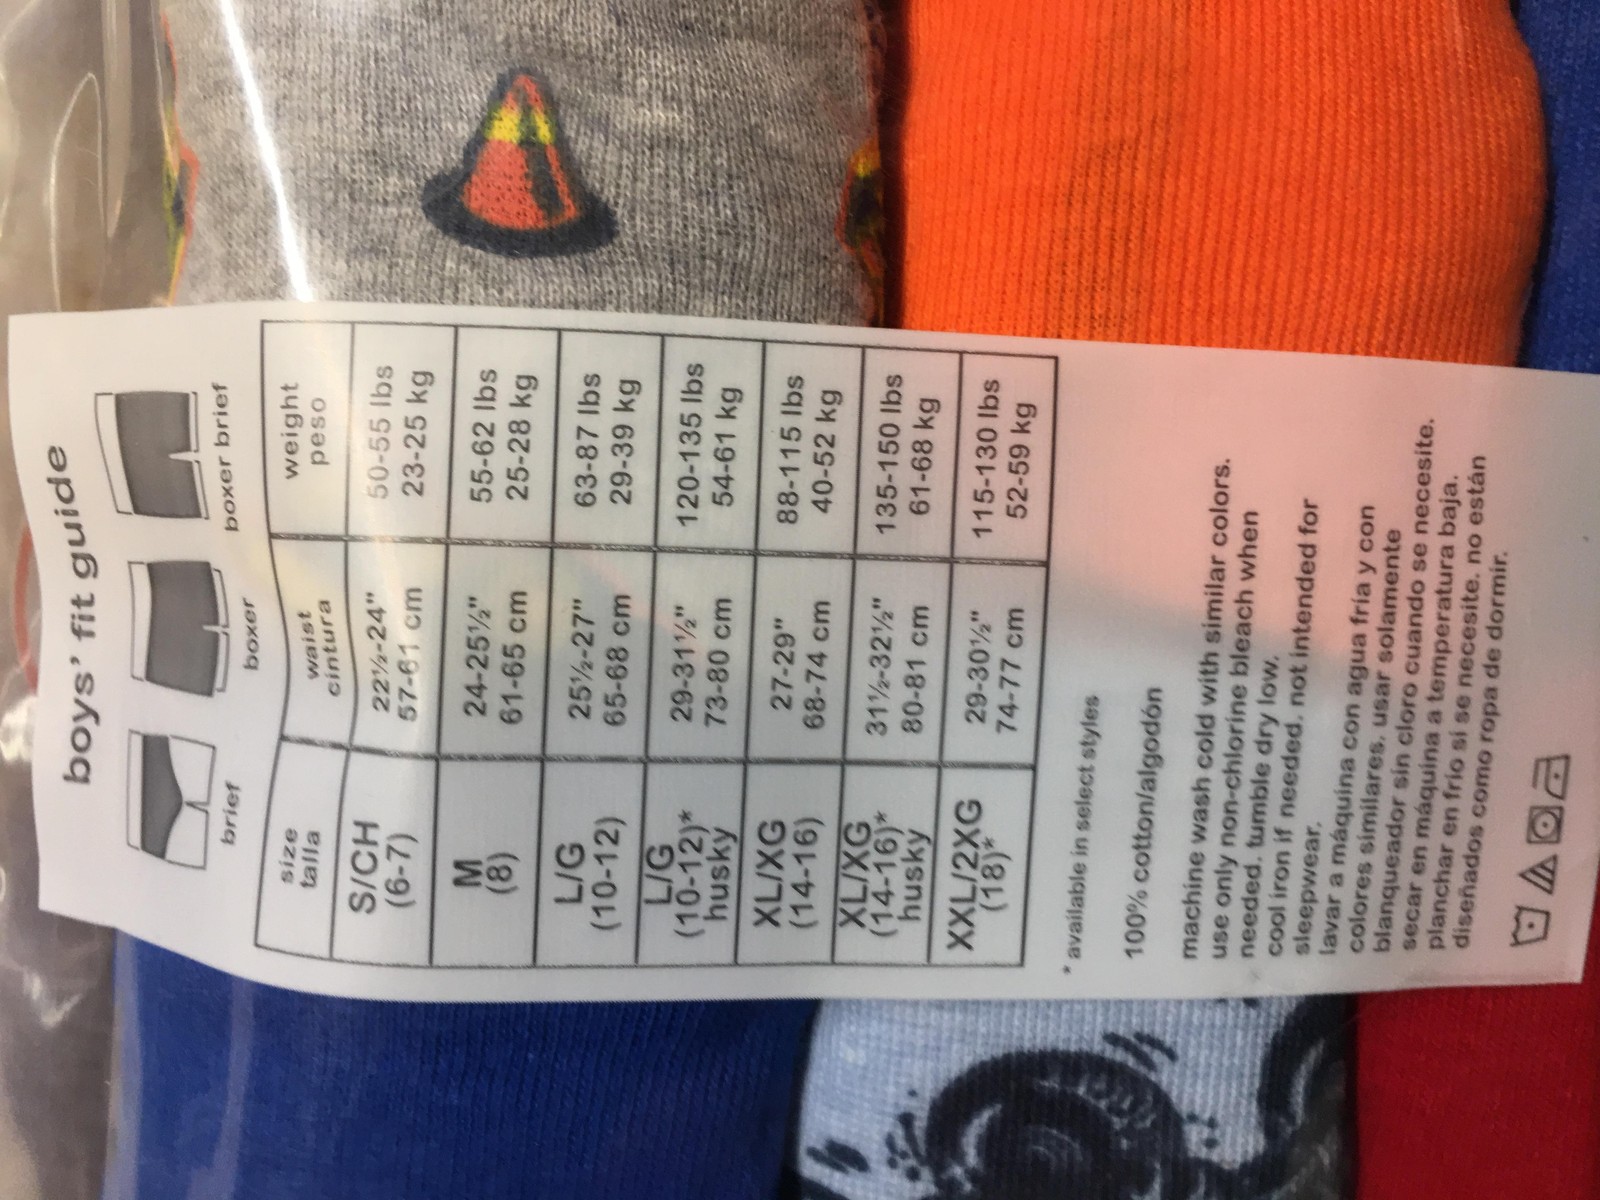 boys' fit guide
brief
boxer
boxer brief
size
talla
waist
cintura
weight
peso
S/CH
(6-7)
22½-24"
57-61 cm
50-55 lbs
23-25 kg
M
(8)
24-25½"
61-65 cm
55-62 lbs
25-28 kg
L/G
(10-12)
25½-27"
65-68 cm
63-87 lbs
29-39 kg
L/G
(10-12)*
husky
29-31½"
73-80 cm
120-135 lbs
54-61 kg
XL/XG
(14-16)
27-29"
68-74 cm
88-115 lbs
40-52 kg
XL/XG
(14-16)*
husky
31½-32½"
80-81 cm
135-150 lbs
61-68 kg
XXL/2XG
(18)*
29-30½"
74-77 cm
115-130 lbs
52-59 kg
* available in select styles
100% cotton/algodón
machine wash cold with similar colors.
use only non-chlorine bleach when
needed. tumble dry low.
cool iron if needed. not intended for
sleepwear.
lavar a máquina con agua fría y con
colores similares. usar solamente
blanqueador sin cloro cuando se necesite.
secar en máquina a temperatura baja.
planchar en frío si se necesite. no están
diseñados como ropa de dormir.